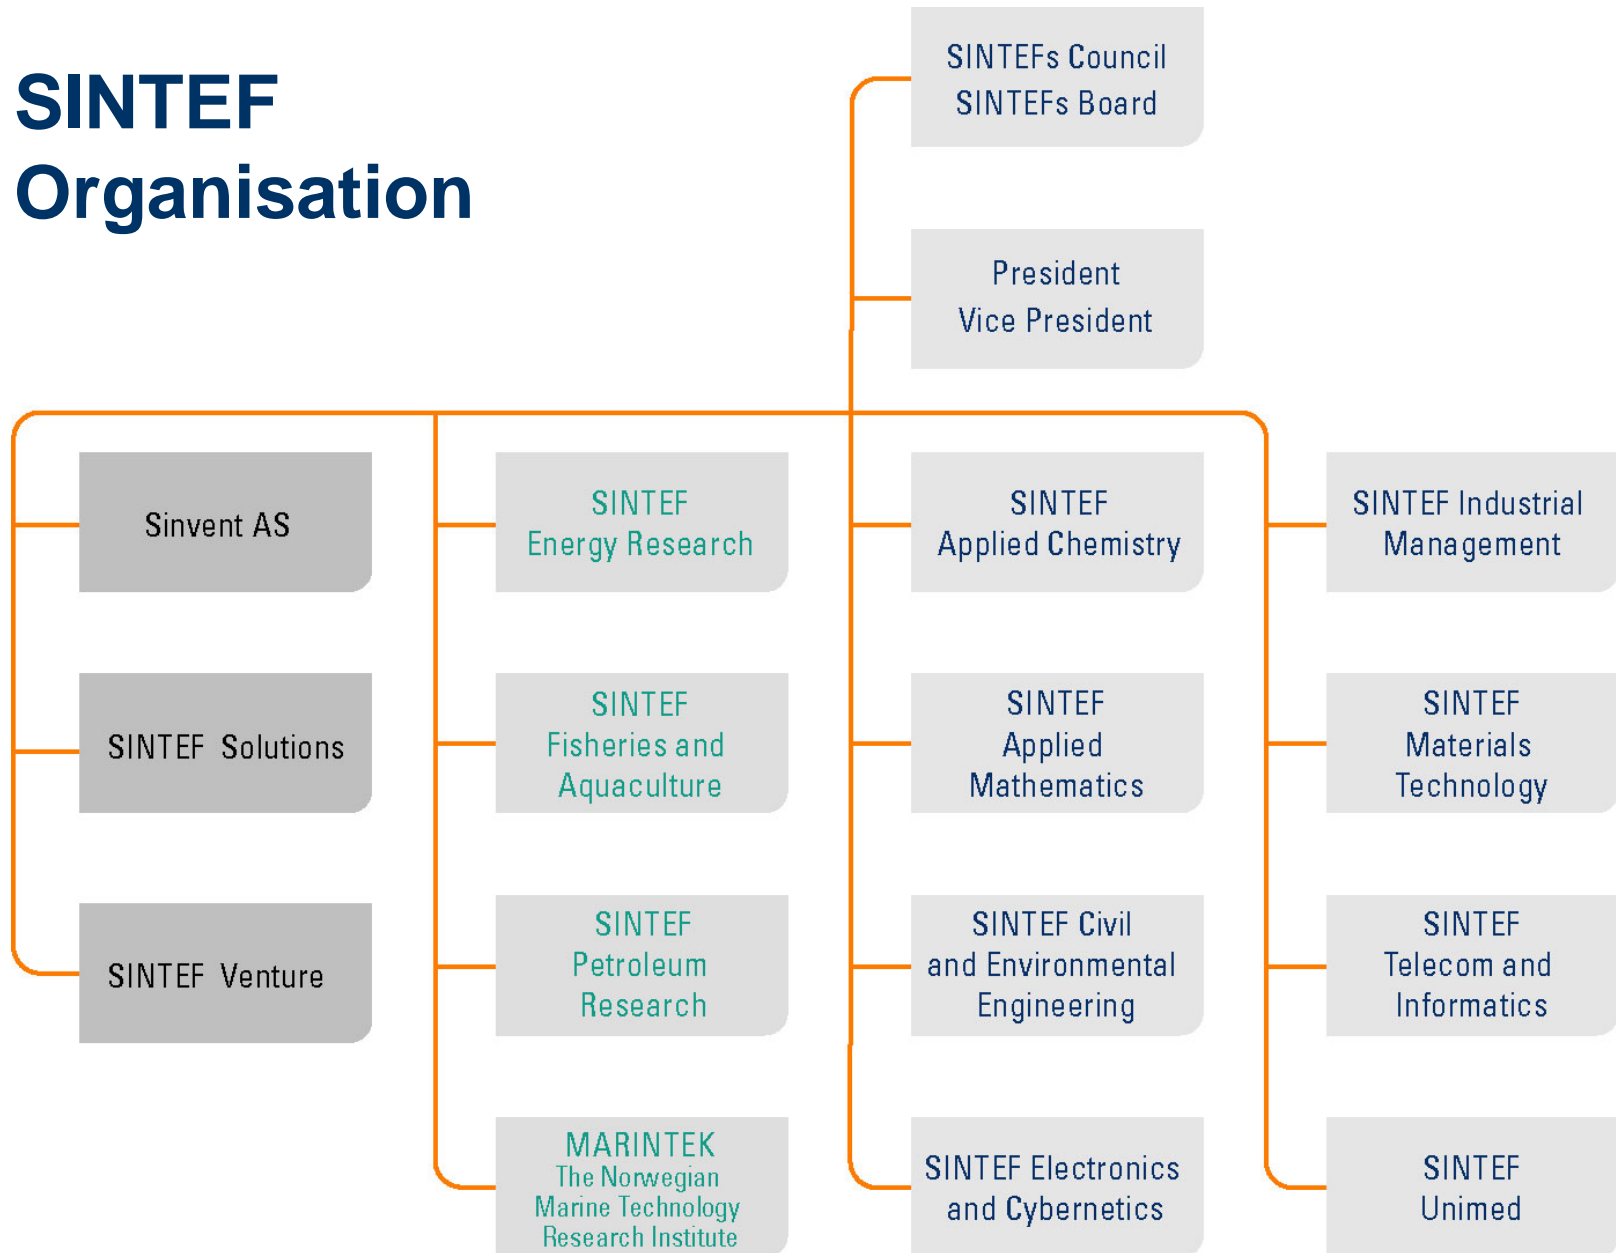 SINTEF
Organisation
SINTEFs Council
SINTEFs Board
President
Vice President
Sinvent AS
SINTEF Solutions
SINTEF Venture
SINTEF
Energy Research
SINTEF
Fisheries and
Aquaculture
SINTEF
Petroleum
Research
MARINTEK
The Norwegian
Marine Technology
Research Institute
SINTEF
Applied Chemistry
SINTEF
Applied
Mathematics
SINTEF Civil
and Environmental
Engineering
SINTEF Electronics
and Cybernetics
SINTEF Industrial
Management
SINTEF
Materials
Technology
SINTEF
Telecom and
Informatics
SINTEF
Unimed